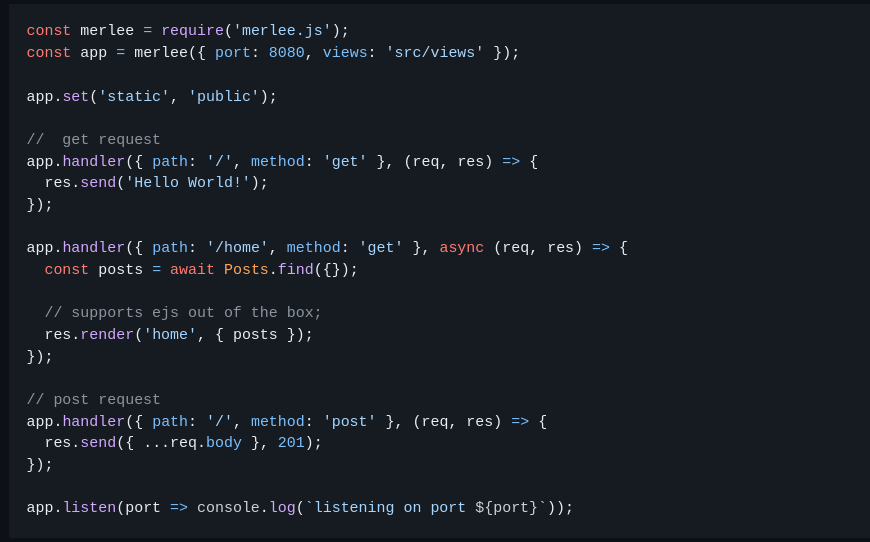 const merlee = require('merlee.js');
const app = merlee({ port: 8080, views: 'src/views' });
app.set('static', 'public');
//  get request
app.handler({ path: '/', method: 'get' }, (req, res) => {
  res.send('Hello World!');
});
app.handler({ path: '/home', method: 'get' }, async (req, res) => {
  const posts = await Posts.find({});
  // supports ejs out of the box;
  res.render('home', { posts });
});
// post request
app.handler({ path: '/', method: 'post' }, (req, res) => {
  res.send({ ...req.body }, 201);
});
app.listen(port => console.log(`listening on port ${port}`));